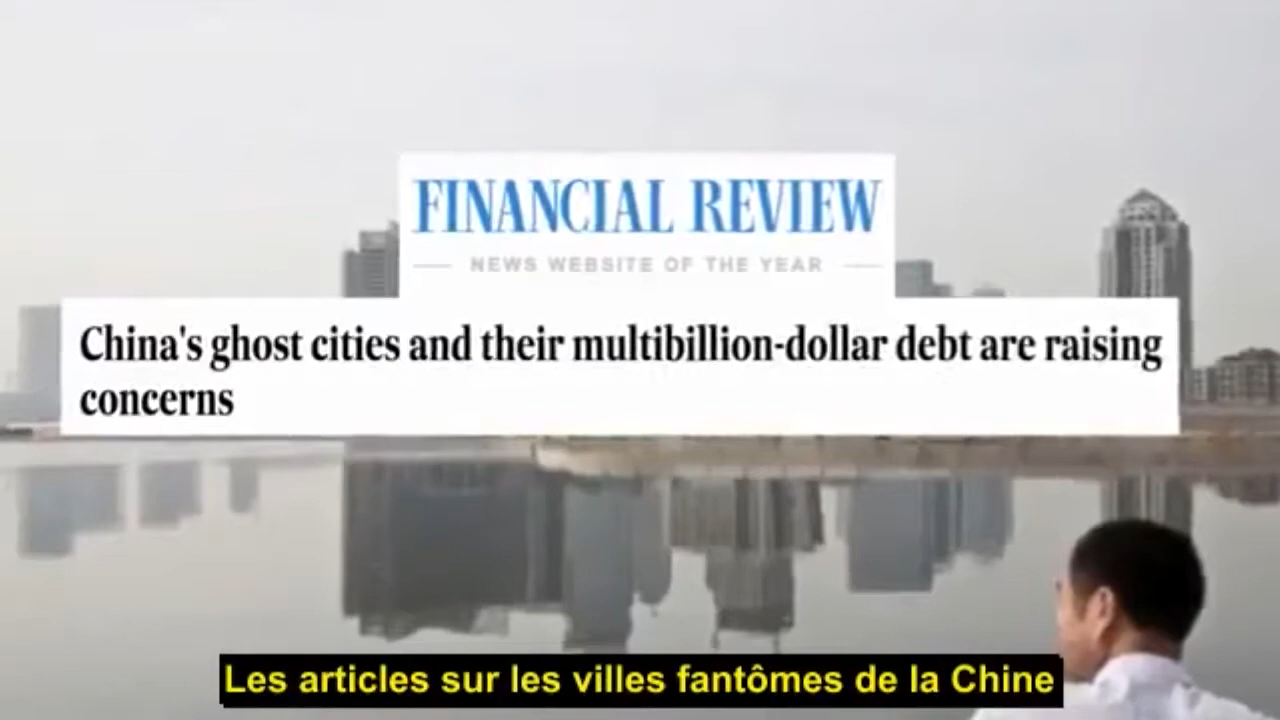 FINANCIAL REVIEW
NEWS WEBSITE OF THE YEAR
China's ghost cities and their multibillion-dollar debt are raising
concerns
Les articles sur les villes fantômes de la Chine